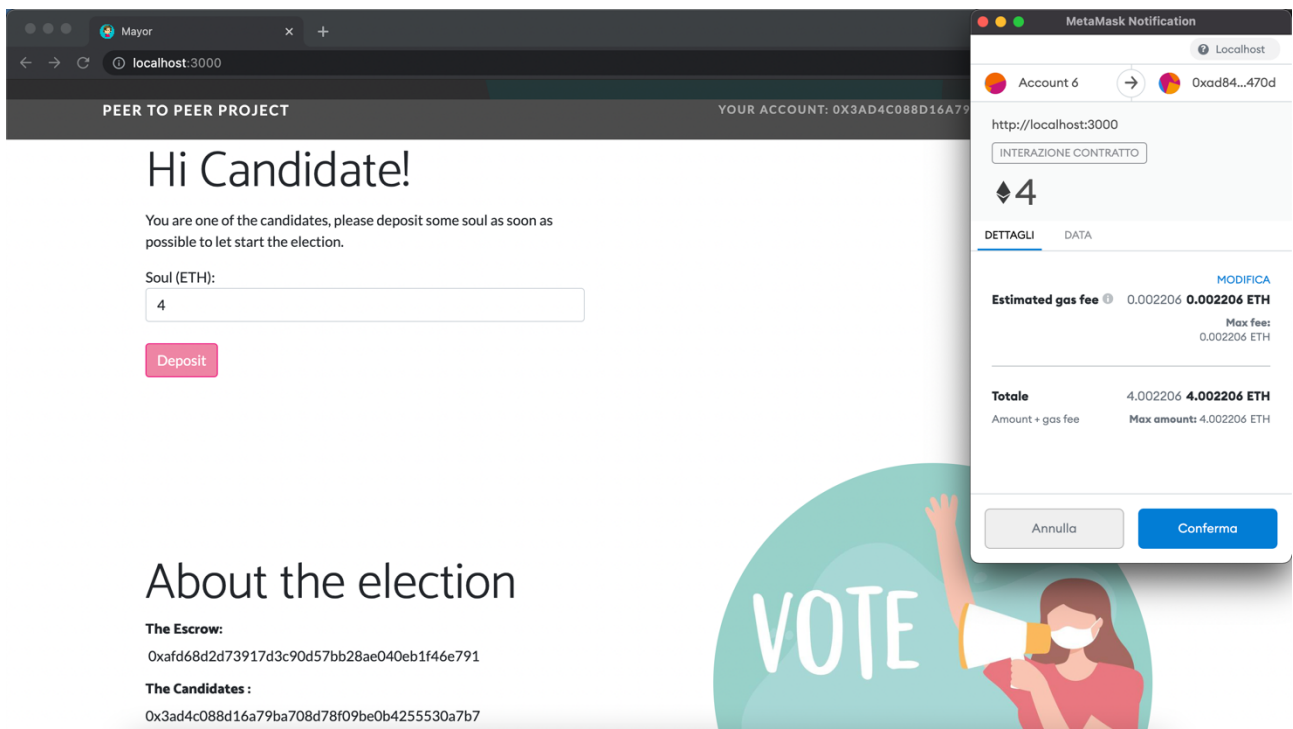 Mayor
localhost:3000
PEER TO PEER PROJECT
YOUR ACCOUNT: 0X3AD4C088D16A79
Hi Candidate!
You are one of the candidates, please deposit some soul as soon as
possible to let start the election.
Soul (ETH):
4
Deposit
About the election
The Escrow:
0xafd68d2d73917d3c90d57bb28ae040eb1f46e791
The Candidates :
0x3ad4c088d16a79ba708d78f09be0b4255530a7b7
VOTE
MetaMask Notification
Localhost
Account 6
0xad84...470d
http://localhost:3000
INTERAZIONE CONTRATTO
4
DETTAGLI DATA
MODIFICA
Estimated gas fee 0.002206 0.002206 ETH
Max fee:
0.002206 ETH
Totale 4.002206 4.002206 ETH
Amount + gas fee Max amount: 4.002206 ETH
Annulla Conferma